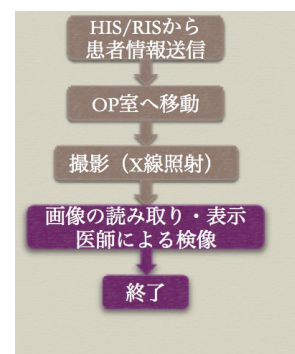 HIS/RISから
患者情報送信
OP室へ移動
撮影（X線照射）
画像の読み取り・表示
医師による検像
終了